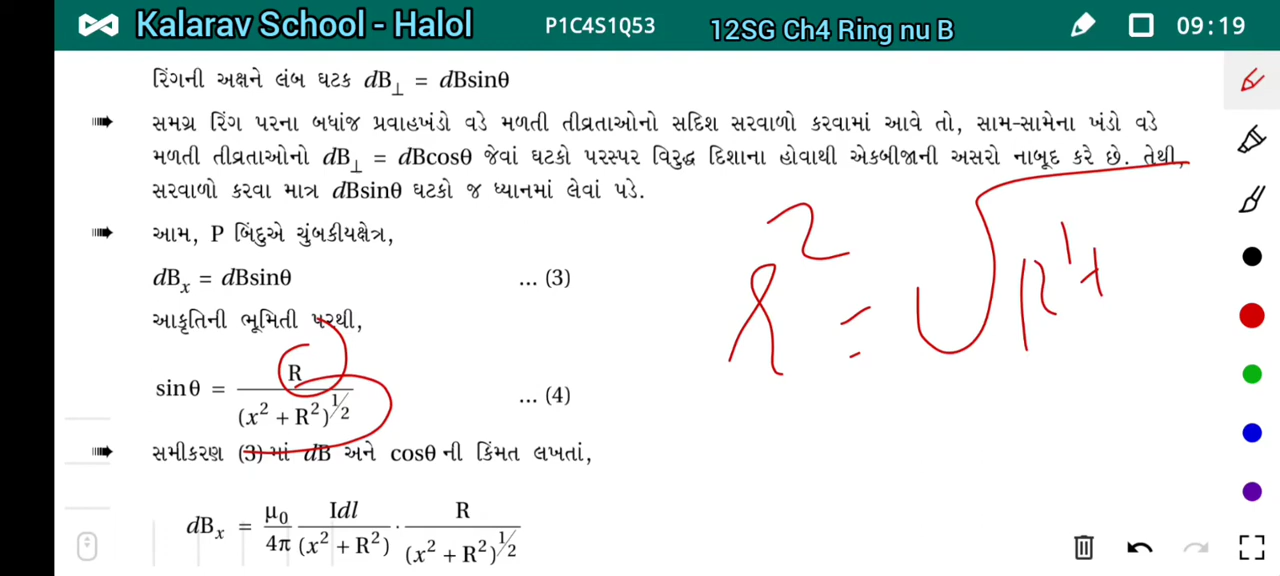 Kalarav School - Halol P1C4S1Q53 12SG Ch4 Ring nu B 09:19
રિંગની અક્ષને લંબ ઘટક dB⊥ = dBsinθ
➠ સમગ્ર રિંગ પરના બધાંજ પ્રવાહખંડો વડે મળતી તીવ્રતાઓનો સદિશ સરવાળો કરવામાં આવે તો, સામ-સામેના ખંડો વડે
મળતી તીવ્રતાઓનો dB⊥ = dBcosθ જેવાં ઘટકો પરસ્પર વિરુદ્ધ દિશાના હોવાથી એકબીજાની અસરો નાબૂદ કરે છે. તેથી,
સરવાળો કરવા માત્ર dBsinθ ઘટકો જ ધ્યાનમાં લેવાં પડે.
➠ આમ, P બિંદુએ ચુંબકીયક્ષેત્ર,
dBₓ = dBsinθ ... (3)
આકૃતિની ભૂમિતી પરથી,
sinθ = R / (x² + R²)^1/2 ... (4)
➠ સમીકરણ (3)માં dB અને cosθ ની કિંમત લખતાં,
dBₓ = μ₀/4π Idl/(x² + R²) · R/(x² + R²)^1/2